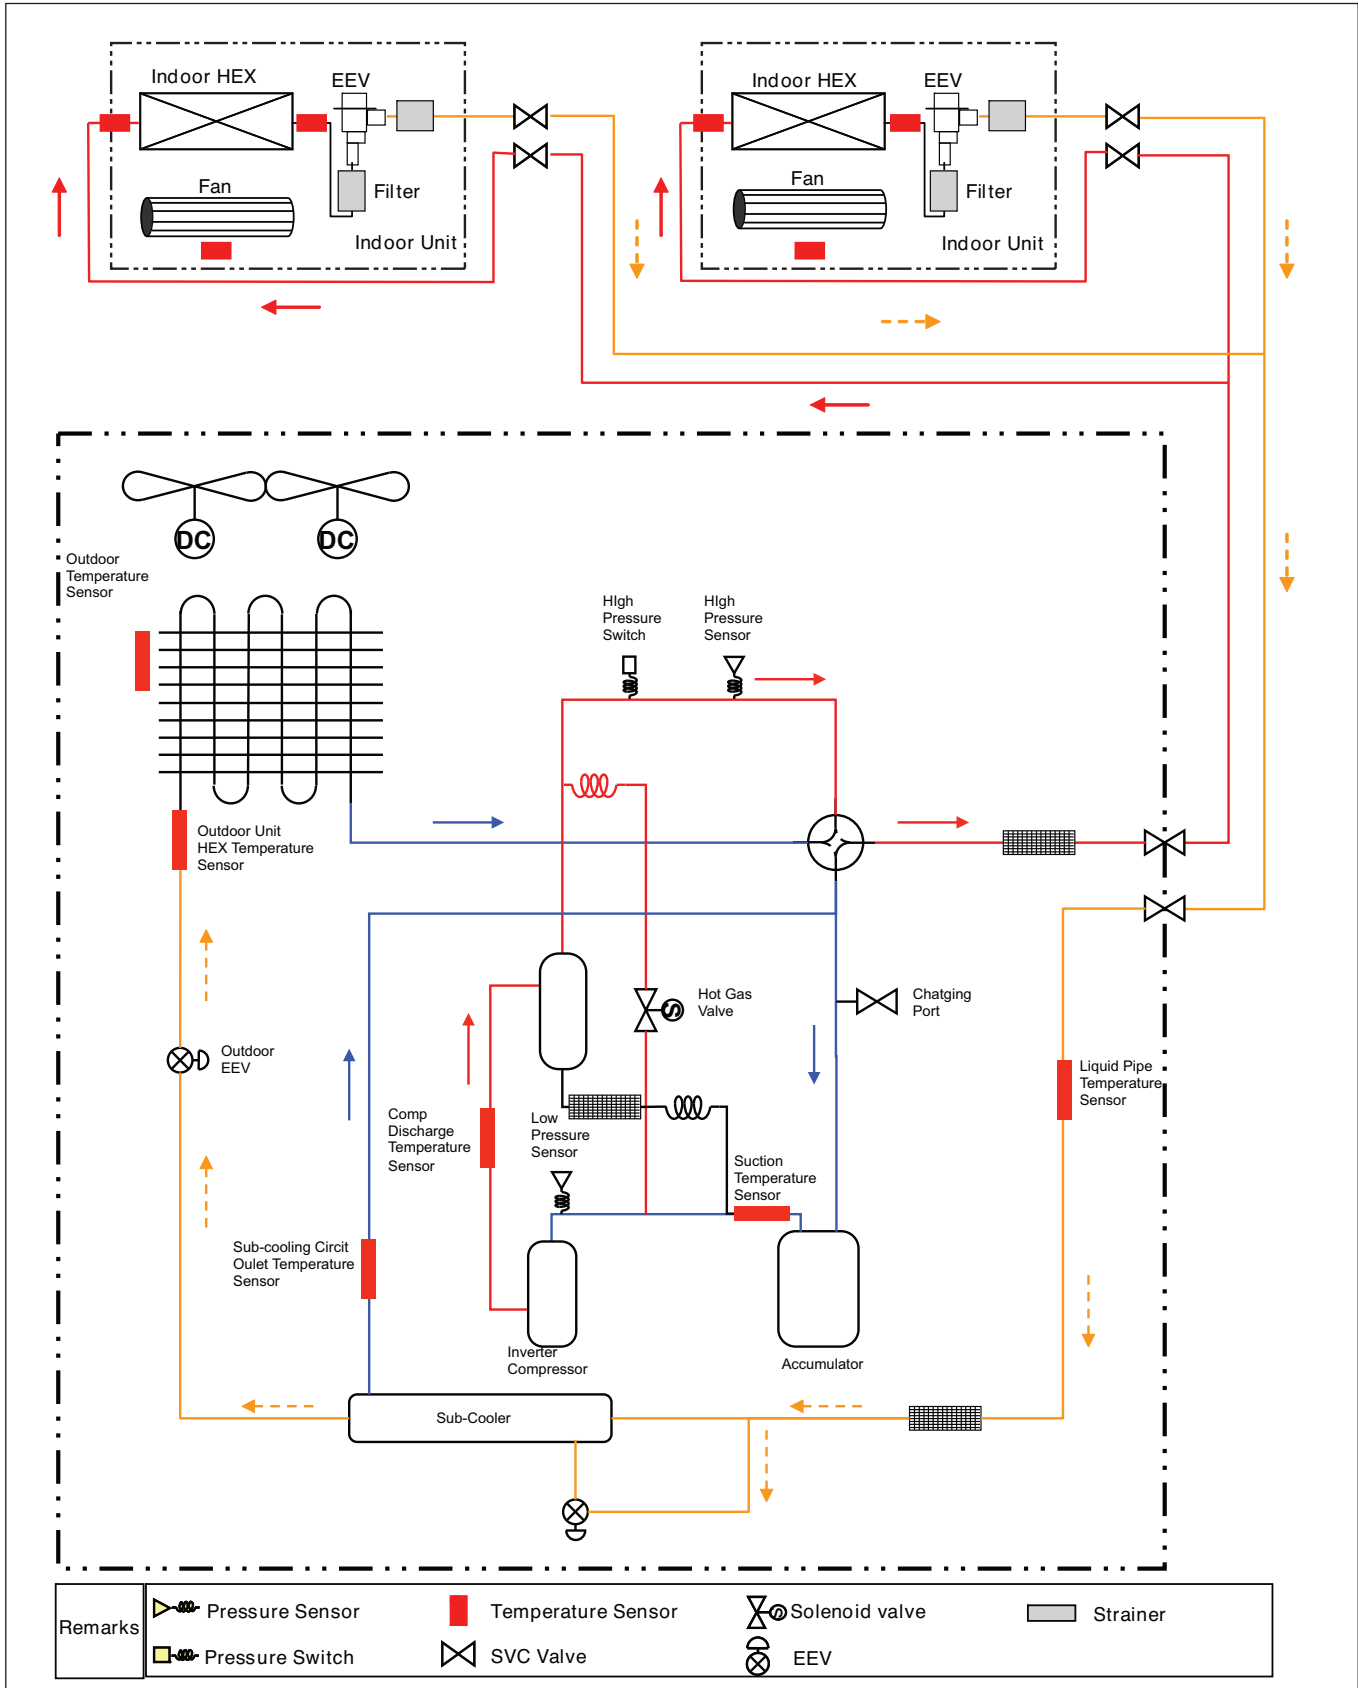 Indoor HEX
EEV
Fan
Filter
Indoor Unit
Indoor HEX
EEV
Fan
Filter
Indoor Unit
DC
DC
Outdoor
Temperature
Sensor
HIgh
Pressure
Switch
HIgh
Pressure
Sensor
Outdoor Unit
HEX Temperature
Sensor
Hot Gas
Valve
S
Chatging
Port
Outdoor
EEV
Liquid Pipe
Temperature
Sensor
Comp
Discharge
Temperature
Sensor
Low
Pressure
Sensor
Suction
Temperature
Sensor
Sub-cooling Circit
Oulet Temperature
Sensor
Inverter
Compressor
Accumulator
Sub-Cooler
Remarks
Pressure Sensor
Temperature Sensor
S
Solenoid valve
Strainer
Pressure Switch
SVC Valve
EEV